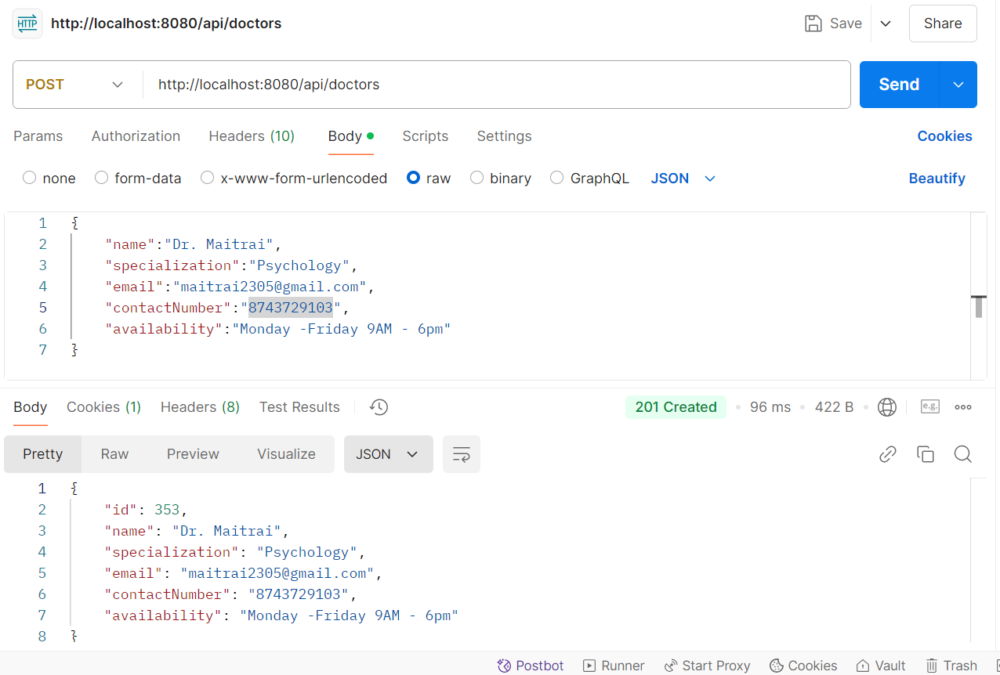 HTTP http://localhost:8080/api/doctors Save Share
POST http://localhost:8080/api/doctors Send
Params Authorization Headers (10) Body Scripts Settings Cookies
none form-data x-www-form-urlencoded raw binary GraphQL JSON Beautify
1 {
2 "name":"Dr. Maitrai",
3 "specialization":"Psychology",
4 "email":"maitrai2305@gmail.com",
5 "contactNumber":"8743729103",
6 "availability":"Monday -Friday 9AM - 6pm"
7 }
Body Cookies (1) Headers (8) Test Results 201 Created 96 ms 422 B e.g.
Pretty Raw Preview Visualize JSON
1 {
2 "id": 353,
3 "name": "Dr. Maitrai",
4 "specialization": "Psychology",
5 "email": "maitrai2305@gmail.com",
6 "contactNumber": "8743729103",
7 "availability": "Monday -Friday 9AM - 6pm"
8 }
Postbot Runner Start Proxy Cookies Vault Trash